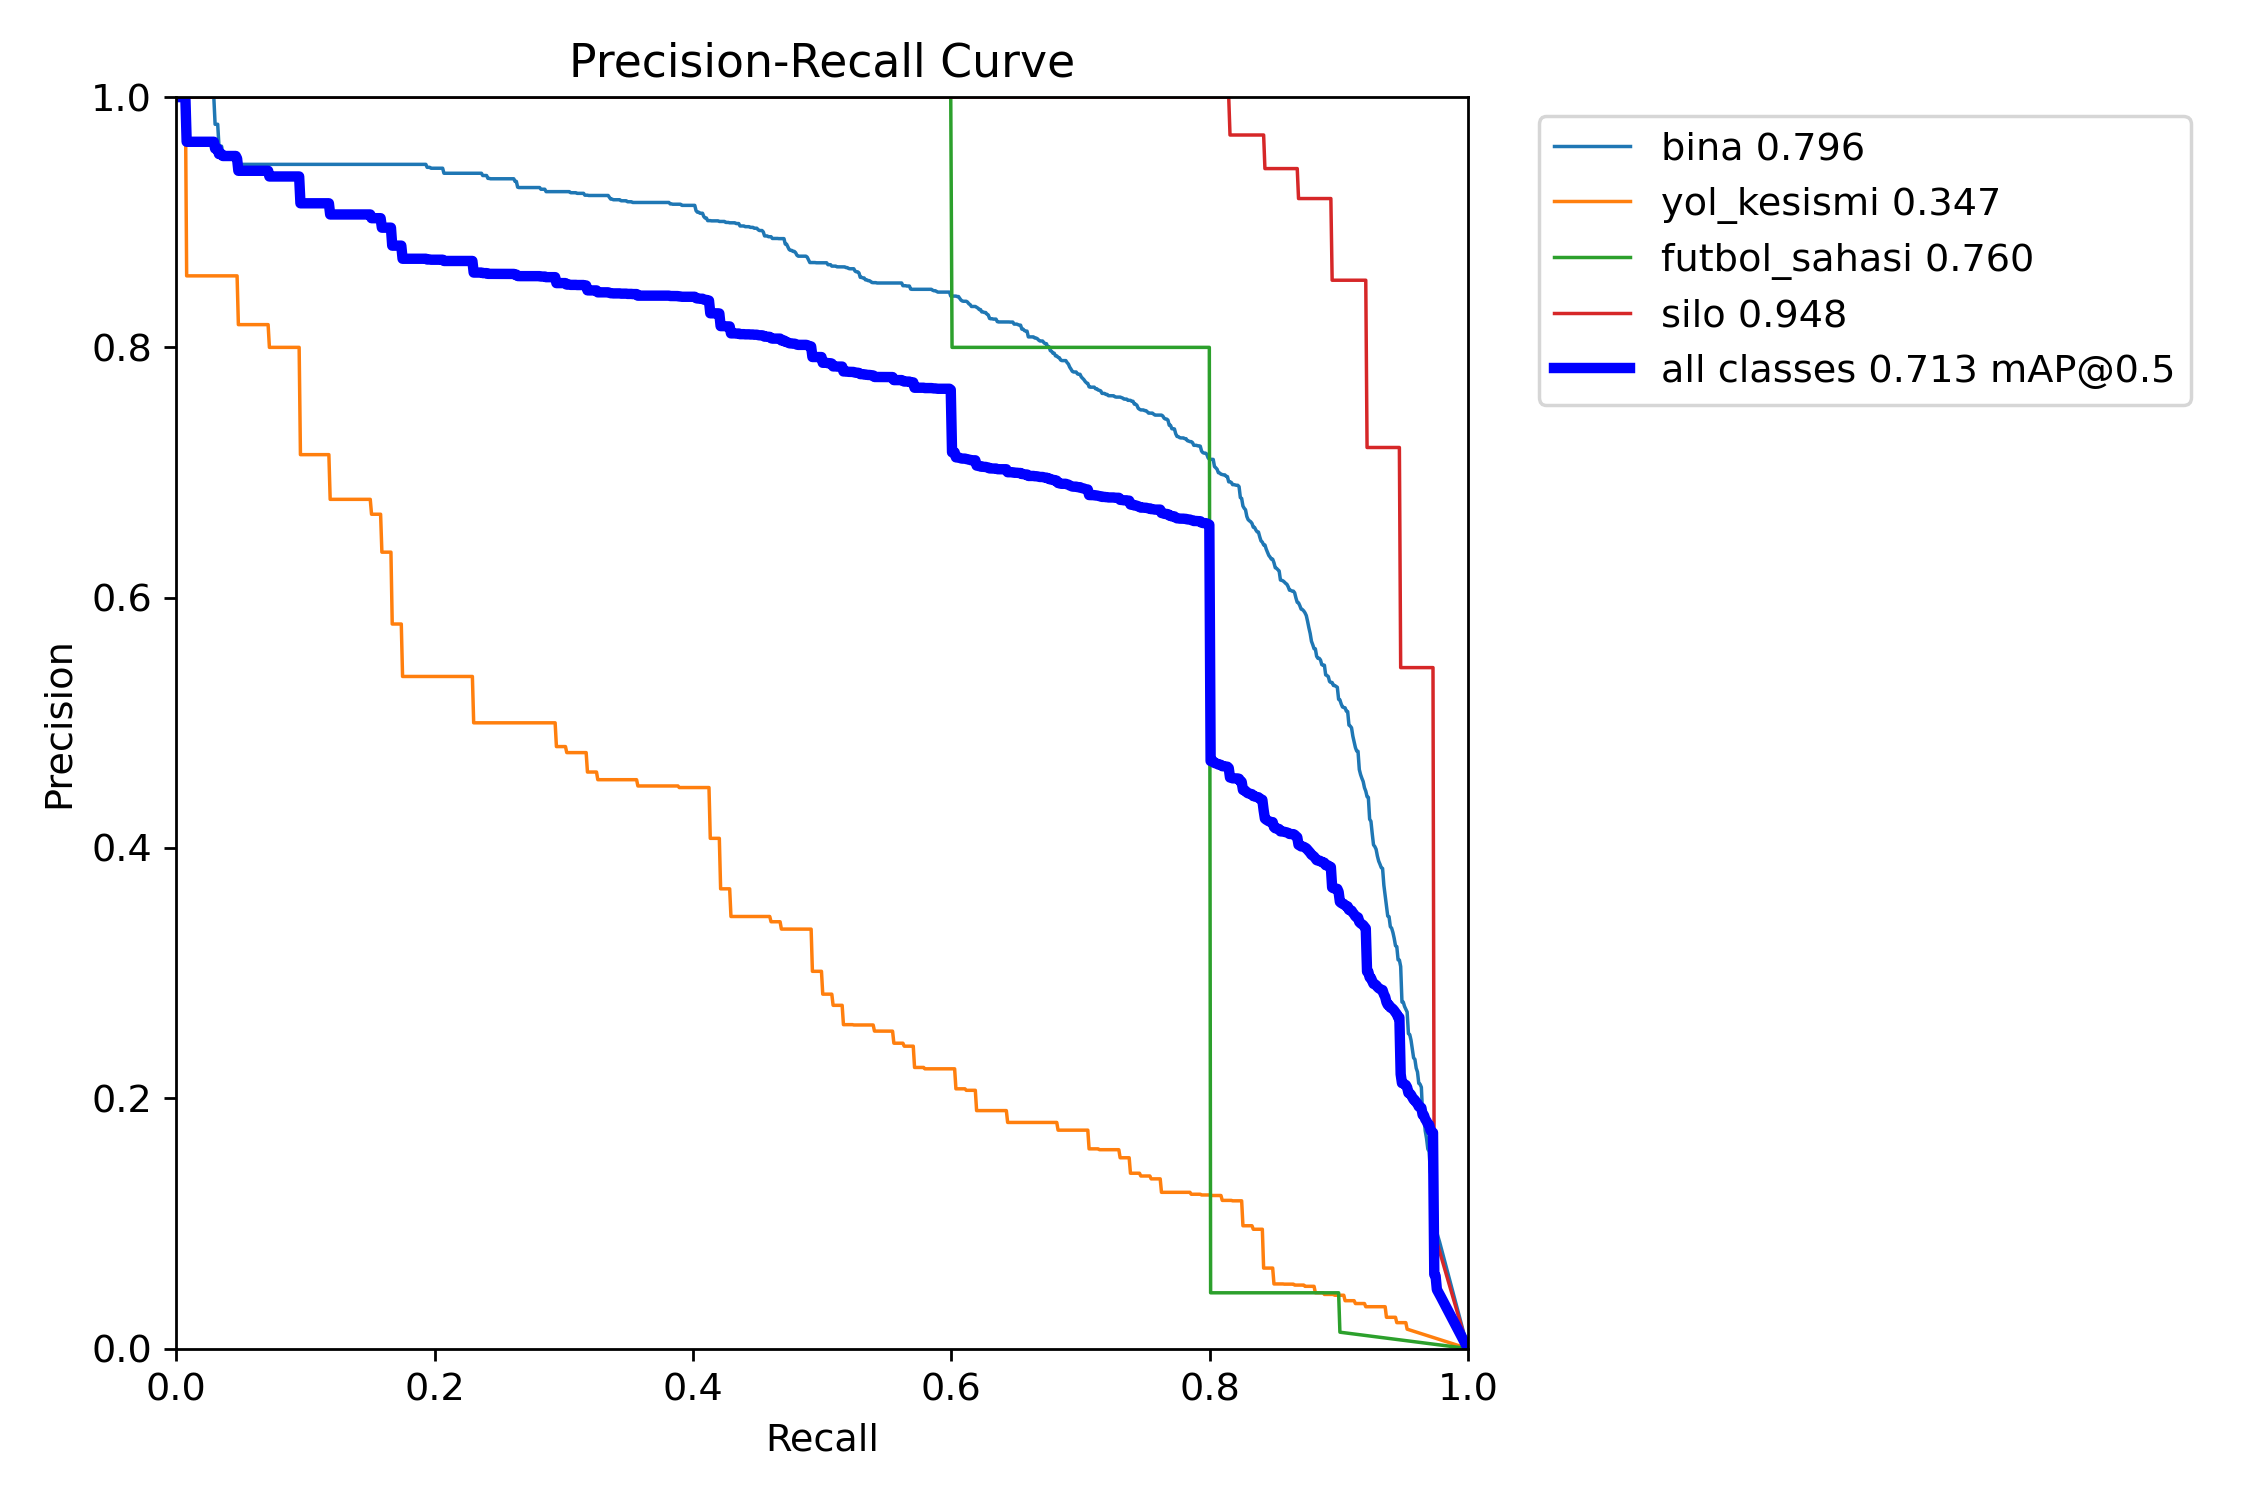 Precision-Recall Curve
1.0
0.8
0.6
0.4
0.2
0.0
Precision
0.0 0.2 0.4 0.6 0.8 1.0
Recall
bina 0.796
yol_kesismi 0.347
futbol_sahasi 0.760
silo 0.948
all classes 0.713 mAP@0.5